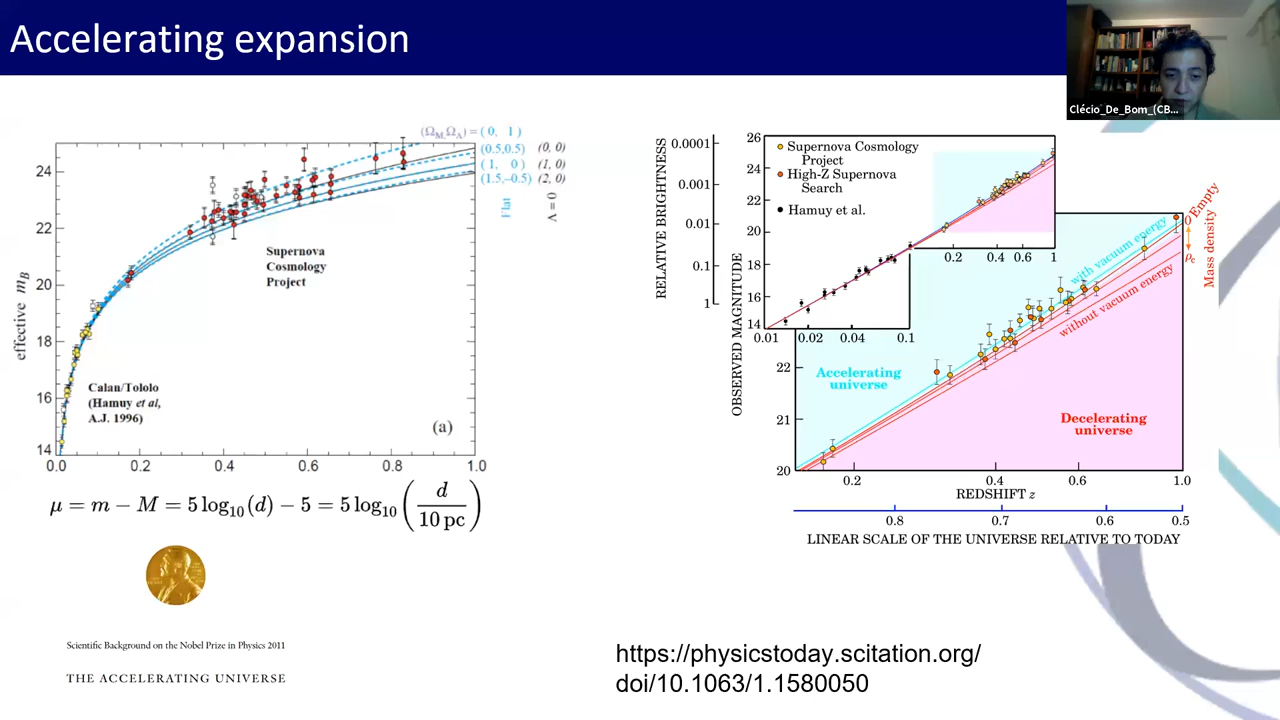 Accelerating expansion
Clécio_De_Bom_(CB...
(Ω_M,Ω_Λ) = ( 0, 1 )
(0.5,0.5) (0, 0)
( 1, 0 ) (1, 0)
(1.5,–0.5) (2, 0)
Flat
Λ = 0
24
22
20
18
16
14
effective m_B
Supernova
Cosmology
Project
Calan/Tololo
(Hamuy et al,
A.J. 1996)
(a)
0.0 0.2 0.4 0.6 0.8 1.0
μ = m − M = 5 log₁₀(d) − 5 = 5 log₁₀(d/10 pc)
Scientific Background on the Nobel Prize in Physics 2011
THE ACCELERATING UNIVERSE
RELATIVE BRIGHTNESS
0.0001
0.001
0.01
0.1
1
OBSERVED MAGNITUDE
26
24
22
20
18
16
14
Supernova Cosmology
Project
High-Z Supernova
Search
Hamuy et al.
0.01 0.02 0.04 0.1
0.2 0.4 0.6 1
22
21
20
Accelerating
universe
Decelerating
universe
with vacuum energy
without vacuum energy
Empty
0
ρc
Mass density
0.2 0.4 0.6 1.0
REDSHIFT z
0.8 0.7 0.6 0.5
LINEAR SCALE OF THE UNIVERSE RELATIVE TO TODAY
https://physicstoday.scitation.org/
doi/10.1063/1.1580050